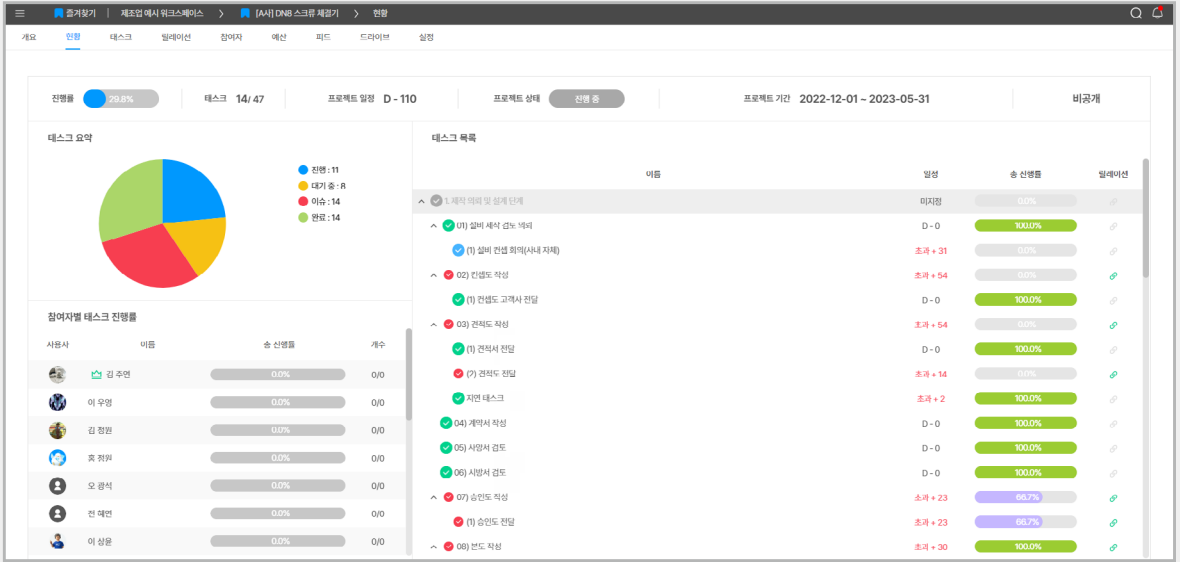 즐겨찾기 제조업 예시 워크스페이스 > [A사] DN8 스크류 체결기 > 현황
개요 현황 태스크 릴레이션 참여자 예산 피드 드라이브 설정
진행률 29.8% 태스크 14/ 47 프로젝트 일정 D - 110 프로젝트 상태 진행 중 프로젝트 기간 2022-12-01 ~ 2023-05-31 비공개
태스크 요약
진행 : 11
대기 중 : 8
이슈 : 14
완료 : 14
참여자별 태스크 진행률
사용자 이름 총 진행률 개수
김 주연 0.0% 0/0
이 우영 0.0% 0/0
김 정원 0.0% 0/0
홍 정원 0.0% 0/0
오 광석 0.0% 0/0
전 혜연 0.0% 0/0
이 상윤 0.0% 0/0
태스크 목록
이름 일정 총 진행률 릴레이션
1. 제작 의뢰 및 설계 단계 미지정 0.0%
01) 설비 제작 검토 의뢰 D - 0 100.0%
(1) 설비 컨셉 회의(사내 자체) 초과 + 31 0.0%
02) 컨셉도 작성 초과 + 54 0.0%
(1) 컨셉도 고객사 전달 D - 0 100.0%
03) 견적도 작성 초과 + 54 0.0%
(1) 견적서 전달 D - 0 100.0%
(2) 견적도 전달 초과 + 14 0.0%
지연 태스크 초과 + 2 100.0%
04) 계약서 작성 D - 0 100.0%
05) 사양서 검토 D - 0 100.0%
06) 시방서 검토 D - 0 100.0%
07) 승인도 작성 초과 + 23 66.7%
(1) 승인도 전달 초과 + 23 66.7%
08) 본도 작성 초과 + 30 100.0%